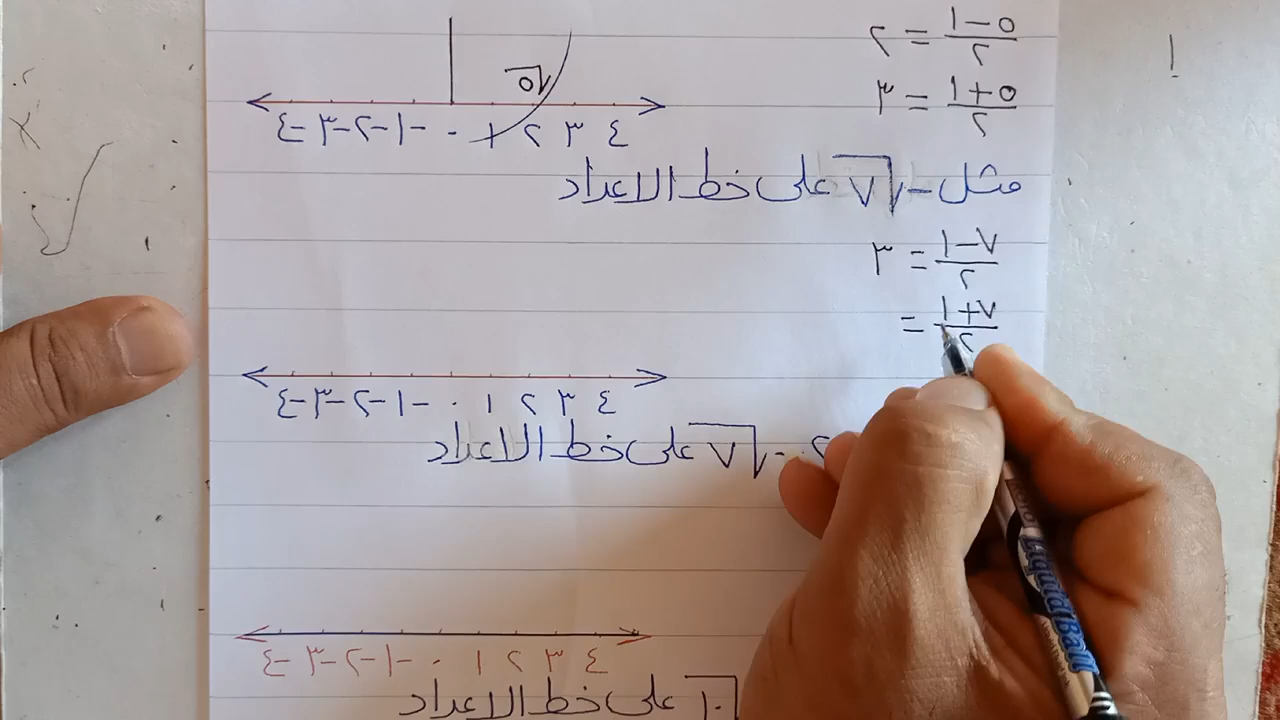 (٥-١)/٢ = ٢
(٥+١)/٢ = ٣
√٥
٤- ٣- ٢- ١- ٠ ١ ٢ ٣ ٤
مثل -√٧ على خط الاعداد
(٧-١)/٢ = ٣
(٧+١)/٢ =
٤- ٣- ٢- ١- ٠ ١ ٢ ٣ ٤
√٧ على خط الاعداد
٤- ٣- ٢- ١- ٠ ١ ٢ ٣ ٤
على خط الاعداد
Liquid Ball